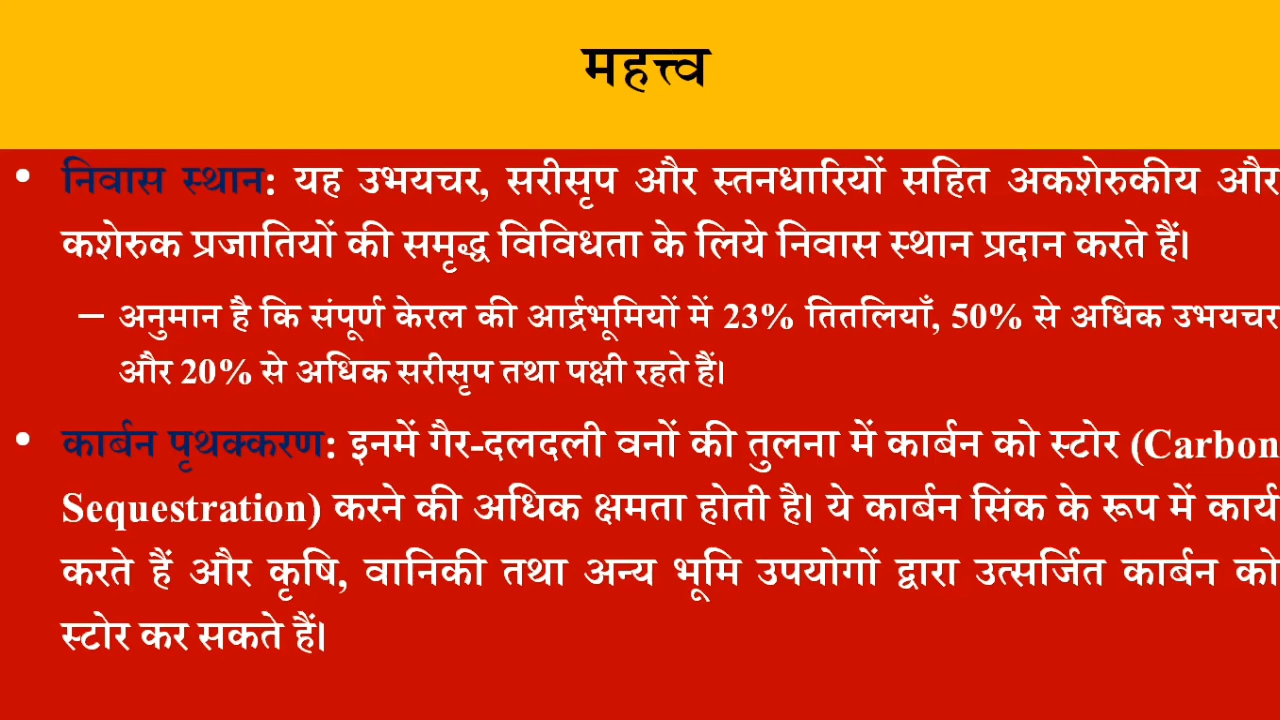 महत्त्व
• निवास स्थान: यह उभयचर, सरीसृप और स्तनधारियों सहित अकशेरुकीय और
कशेरुक प्रजातियों की समृद्ध विविधता के लिये निवास स्थान प्रदान करते हैं।
– अनुमान है कि संपूर्ण केरल की आर्द्रभूमियों में 23% तितलियाँ, 50% से अधिक उभयचर
और 20% से अधिक सरीसृप तथा पक्षी रहते हैं।
• कार्बन पृथक्करण: इनमें गैर-दलदली वनों की तुलना में कार्बन को स्टोर (Carbon
Sequestration) करने की अधिक क्षमता होती है। ये कार्बन सिंक के रूप में कार्य
करते हैं और कृषि, वानिकी तथा अन्य भूमि उपयोगों द्वारा उत्सर्जित कार्बन को
स्टोर कर सकते हैं।